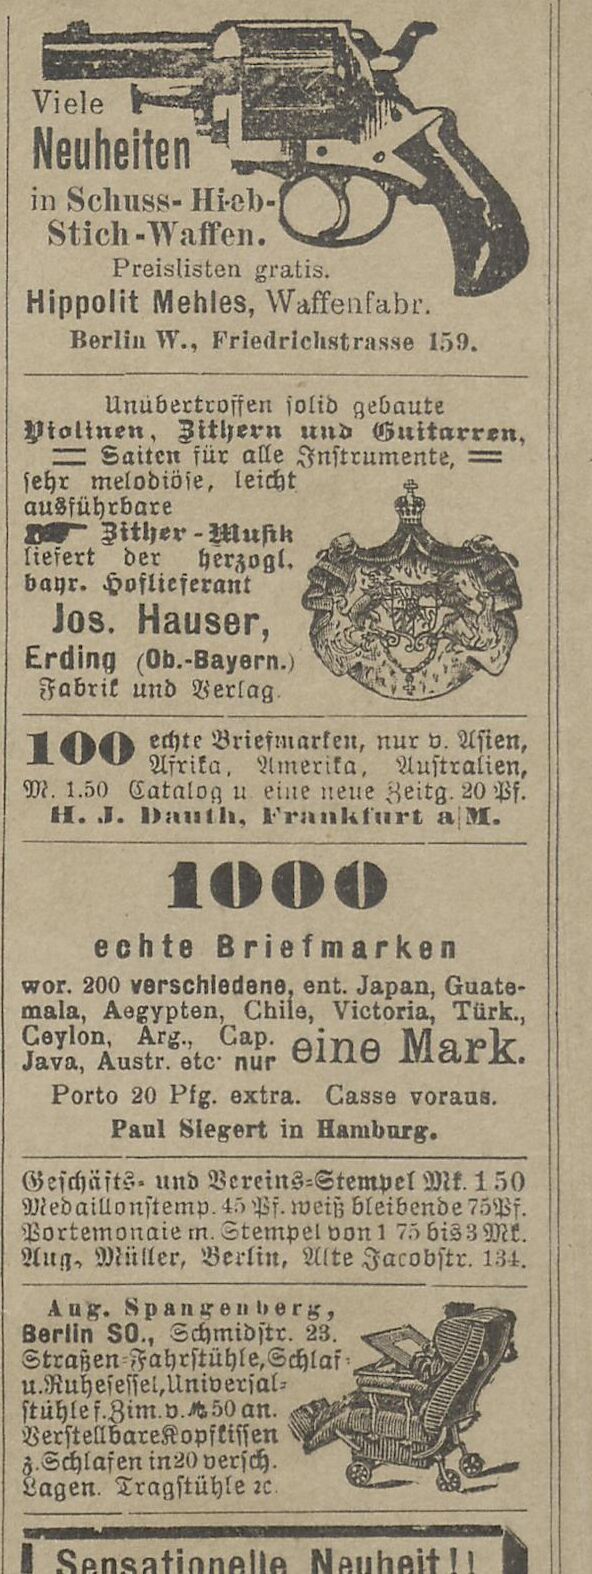 Viele
Neuheiten
in Schuss- Hieb-
Stich-Waffen.
Preislisten gratis.
Hippolit Mehles, Waffenfabr.
Berlin W., Friedrichstrasse 159.
Unübertroffen solid gebaute
Violinen, Zithern und Guitarren,
Saiten für alle Instrumente,
sehr melodiöse, leicht
ausführbare
Zither-Musik
liefert der herzogl.
bayr. Hoflieferant
Jos. Hauser,
Erding (Ob.-Bayern.)
Fabrik und Verlag.
100 echte Briefmarken, nur v. Asien,
Afrika, Amerika, Australien,
M. 1.50 Catalog u. eine neue Zeitg. 20 Pf.
H. J. Dauth, Frankfurt a|M.
1000
echte Briefmarken
wor. 200 verschiedene, ent. Japan, Guate-
mala, Aegypten, Chile, Victoria, Türk.,
Ceylon, Arg., Cap.
Java, Austr. etc. nur eine Mark.
Porto 20 Pfg. extra. Casse voraus.
Paul Siegert in Hamburg.
Geschäfts- und Vereins-Stempel Mk. 1 50
Medaillonstemp. 45 Pf. weiß bleibende 75 Pf.
Portemonaie m. Stempel von 1 75 bis 3 Mk.
Aug. Müller, Berlin, Alte Jacobstr. 134.
Aug. Spangenberg,
Berlin SO., Schmidstr. 23.
Straßen-Fahrstühle, Schlaf-
u. Ruhesessel, Universal-
stühle f. Zim. v. ℳ 50 an.
Verstellbare Kopfkissen
z. Schlafen in 20 versch.
Lagen. Tragstühle ꝛc.
Sensationelle Neuheit!!